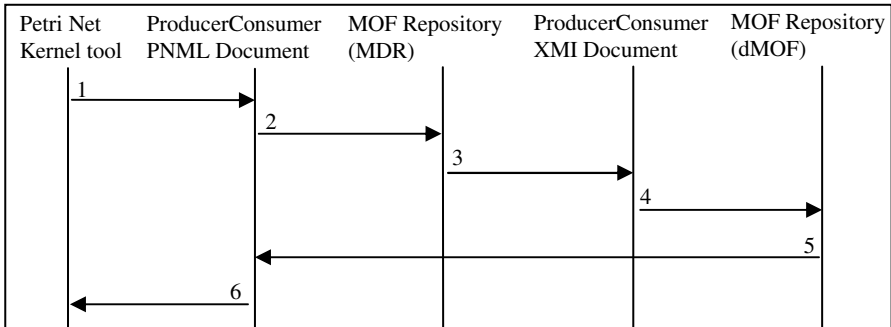 Petri Net
Kernel tool
ProducerConsumer
PNML Document
MOF Repository
(MDR)
ProducerConsumer
XMI Document
MOF Repository
(dMOF)
1
2
3
4
5
6